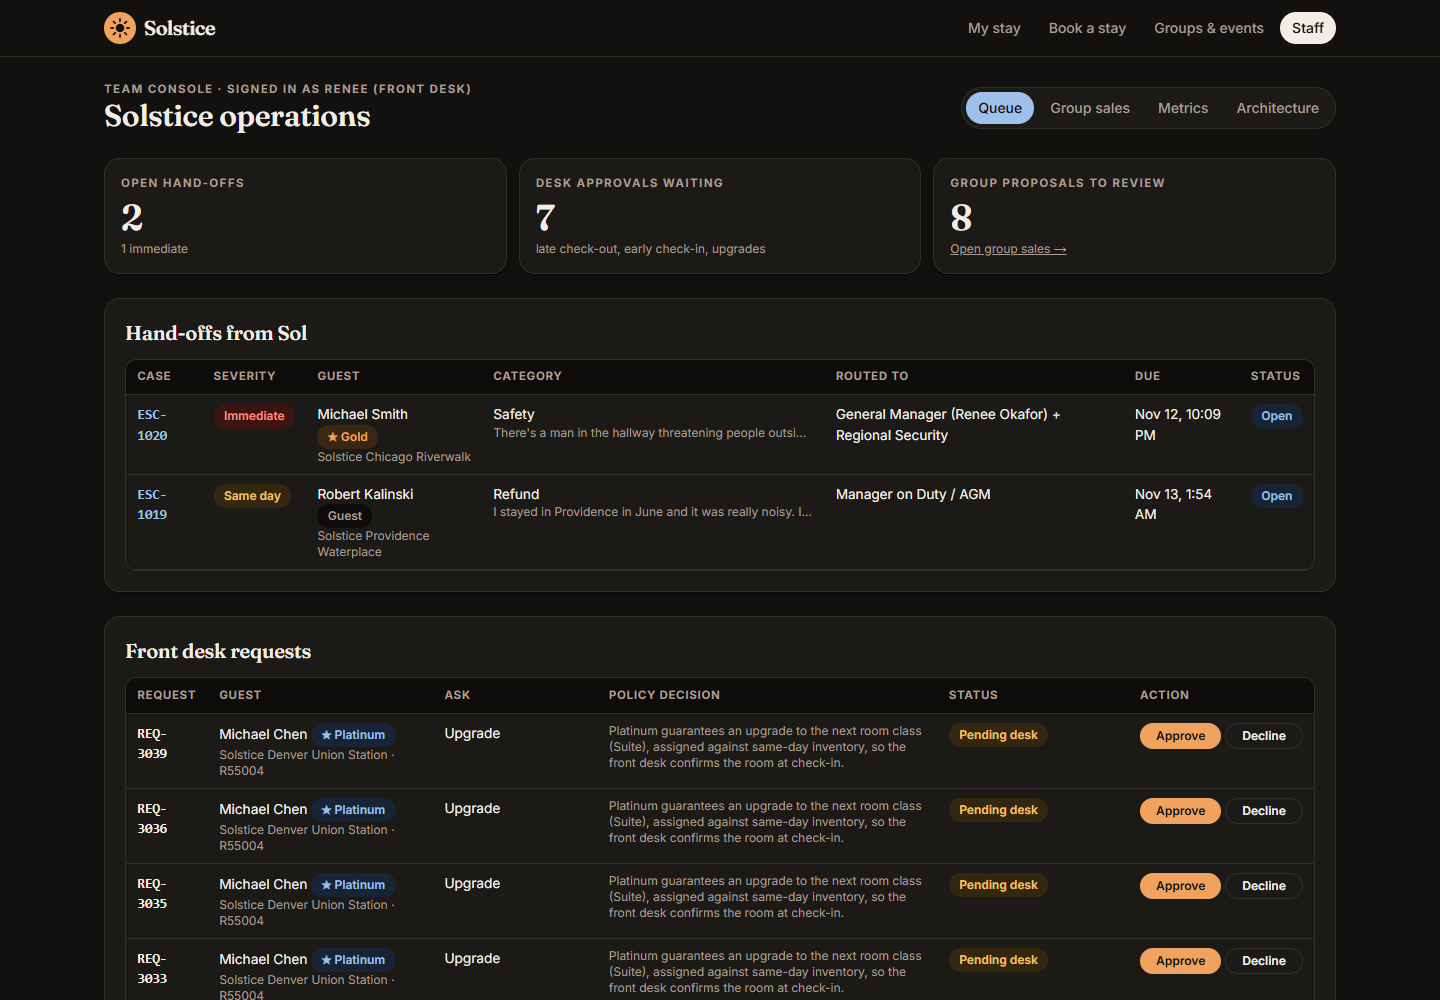 Solstice
My stay
Book a stay
Groups & events
Staff
TEAM CONSOLE · SIGNED IN AS RENEE (FRONT DESK)
Solstice operations
Queue
Group sales
Metrics
Architecture
OPEN HAND-OFFS
2
1 immediate
DESK APPROVALS WAITING
7
late check-out, early check-in, upgrades
GROUP PROPOSALS TO REVIEW
8
Open group sales →
Hand-offs from Sol
CASE
SEVERITY
GUEST
CATEGORY
ROUTED TO
DUE
STATUS
ESC-
1020
Immediate
Michael Smith
★ Gold
Solstice Chicago Riverwalk
Safety
There's a man in the hallway threatening people outsi...
General Manager (Renee Okafor) +
Regional Security
Nov 12, 10:09
PM
Open
ESC-
1019
Same day
Robert Kalinski
Guest
Solstice Providence
Waterplace
Refund
I stayed in Providence in June and it was really noisy. I...
Manager on Duty / AGM
Nov 13, 1:54
AM
Open
Front desk requests
REQUEST
GUEST
ASK
POLICY DECISION
STATUS
ACTION
REQ-
3039
Michael Chen ★ Platinum
Solstice Denver Union Station ·
R55004
Upgrade
Platinum guarantees an upgrade to the next room class
(Suite), assigned against same-day inventory, so the
front desk confirms the room at check-in.
Pending desk
Approve
Decline
REQ-
3036
Michael Chen ★ Platinum
Solstice Denver Union Station ·
R55004
Upgrade
Platinum guarantees an upgrade to the next room class
(Suite), assigned against same-day inventory, so the
front desk confirms the room at check-in.
Pending desk
Approve
Decline
REQ-
3035
Michael Chen ★ Platinum
Solstice Denver Union Station ·
R55004
Upgrade
Platinum guarantees an upgrade to the next room class
(Suite), assigned against same-day inventory, so the
front desk confirms the room at check-in.
Pending desk
Approve
Decline
REQ-
3033
Michael Chen ★ Platinum
Solstice Denver Union Station ·
R55004
Upgrade
Platinum guarantees an upgrade to the next room class
(Suite), assigned against same-day inventory, so the
front desk confirms the room at check-in.
Pending desk
Approve
Decline